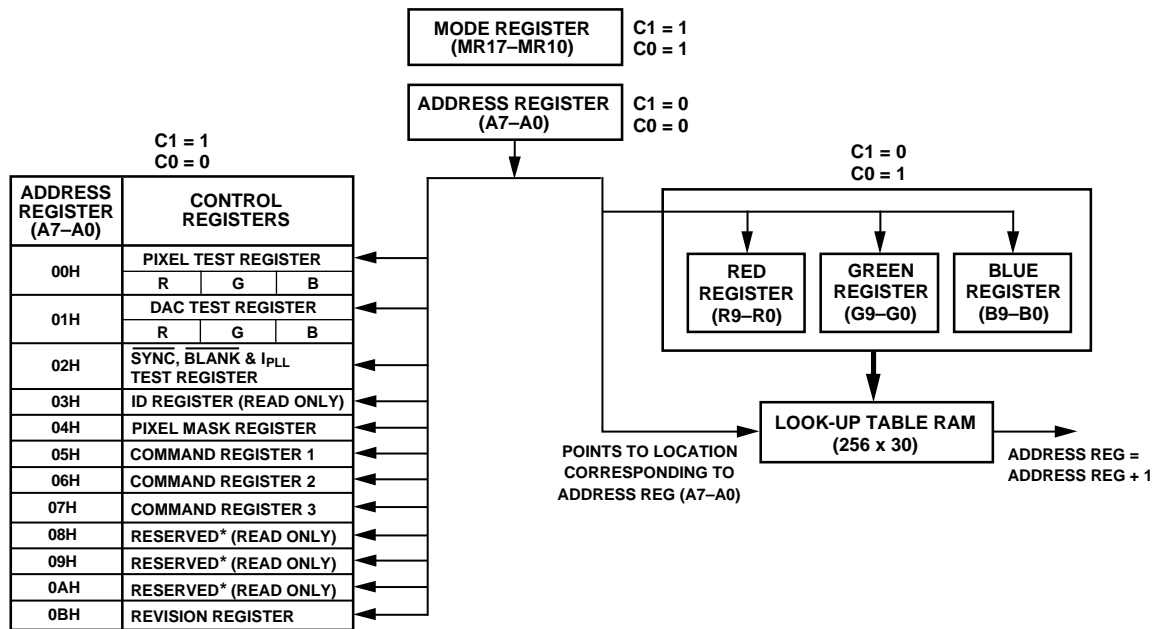 MODE REGISTER
(MR17–MR10)
C1 = 1
C0 = 1
ADDRESS REGISTER
(A7–A0)
C1 = 0
C0 = 0
C1 = 1
C0 = 0
ADDRESS
REGISTER
(A7–A0)
CONTROL
REGISTERS
00H
PIXEL TEST REGISTER
R G B
01H
DAC TEST REGISTER
R G B
02H
SYNC, BLANK & IPLL
TEST REGISTER
03H ID REGISTER (READ ONLY)
04H PIXEL MASK REGISTER
05H COMMAND REGISTER 1
06H COMMAND REGISTER 2
07H COMMAND REGISTER 3
08H RESERVED* (READ ONLY)
09H RESERVED* (READ ONLY)
0AH RESERVED* (READ ONLY)
0BH REVISION REGISTER
C1 = 0
C0 = 1
RED
REGISTER
(R9–R0)
GREEN
REGISTER
(G9–G0)
BLUE
REGISTER
(B9–B0)
POINTS TO LOCATION
CORRESPONDING TO
ADDRESS REG (A7–A0)
LOOK-UP TABLE RAM
(256 x 30)
ADDRESS REG =
ADDRESS REG + 1